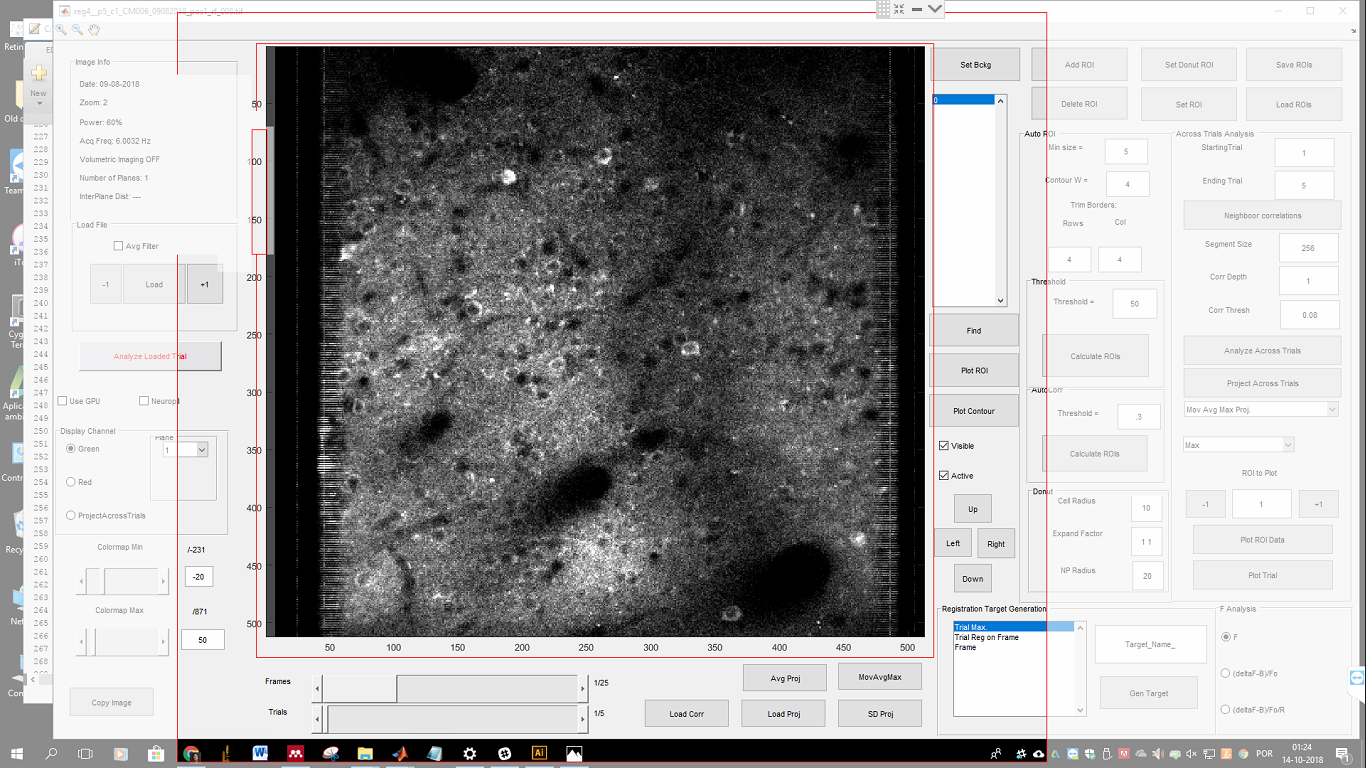 reg4_p5_c1_CM006_09082018_pos1_sf_000.tif
Image Info
Date: 09-08-2018
Zoom: 2
Power: 60%
Acq Freq: 6.0032 Hz
Volumetric Imaging OFF
Number of Planes: 1
InterPlane Dist: ---
Load File
Avg Filter
-1 Load +1
Analyze Loaded Trial
Use GPU Neuropil
Display Channel
Plane
Green 1
Red
ProjectAcrossTrials
Colormap Min /-231
-20
Colormap Max /871
50
Copy Image
New
227
228
229
230
231
232
233
234
235
236
237
238
239
240
241
242
243
244
245
246
247
248
249
250
251
252
253
254
255
256
257
258
259
260
261
262
263
264
265
266
267
268
50
100
150
200
250
300
350
400
450
500
50 100 150 200 250 300 350 400 450 500
Frames 1/25
Trials 1/5
Avg Proj MovAvgMax
Load Corr Load Proj SD Proj
Set Bckg
0
Find
Plot ROI
Plot Contour
Visible
Active
Up
Left Right
Down
Add ROI Set Donut ROI Save ROIs
Delete ROI Set ROI Load ROIs
Auto ROI
Min size = 5
Contour W = 4
Trim Borders:
Rows Col
4 4
Threshold
Threshold = 50
Calculate ROIs
AutoCorr
Threshold = .3
Calculate ROIs
Donut
Cell Radius 10
Expand Factor 1 1
NP Radius 20
Across Trials Analysis
StartingTrial 1
Ending Trial 5
Neighboor correlations
Segment Size 256
Corr Depth 1
Corr Thresh 0.08
Analyze Across Trials
Project Across Trials
Mov Avg Max Proj.
Max
ROI to Plot
-1 1 +1
Plot ROI Data
Plot Trial
Registration Target Generation
Trial Max.
Trial Reg on Frame
Frame
Target_Name_
Gen Target
F Analysis
F
(deltaF-B)/Fo
(deltaF-B)/Fo/R
POR
01:24
14-10-2018
1